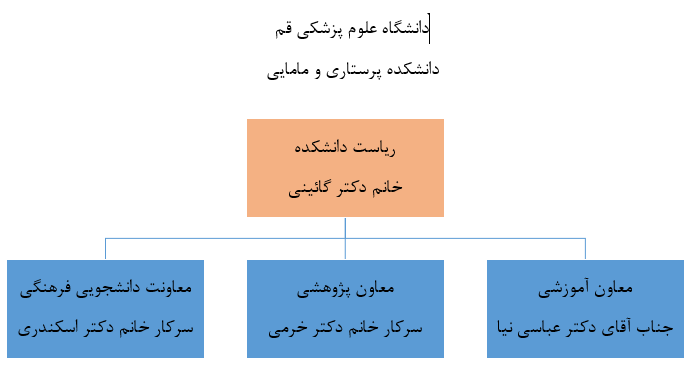 دانشگاه علوم پزشکی قم
دانشکده پرستاری و مامایی
ریاست دانشکده
خانم دکتر گائینی
معاون آموزشی
جناب آقای دکتر عباسی نیا
معاون پژوهشی
سرکار خانم دکتر خرمی
معاونت دانشجویی فرهنگی
سرکار خانم دکتر اسکندری